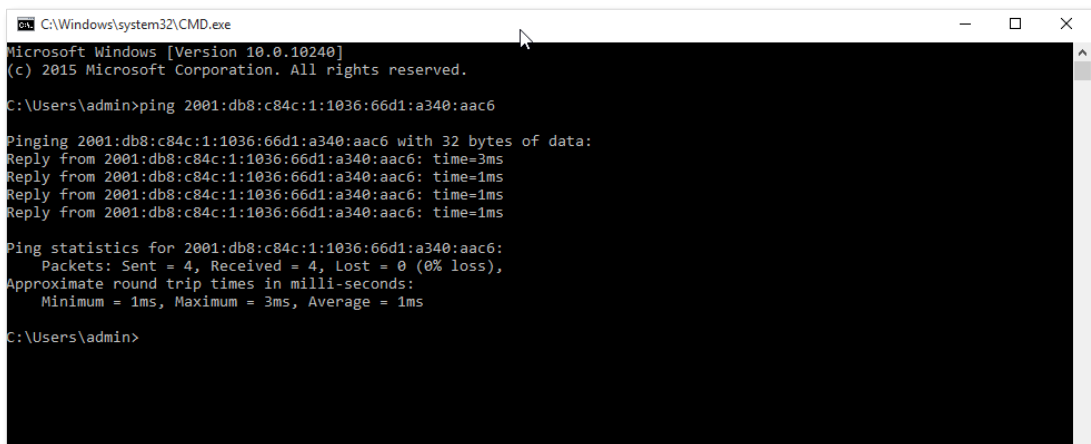 C:\Windows\system32\CMD.exe
Microsoft Windows [Version 10.0.10240]
(c) 2015 Microsoft Corporation. All rights reserved.
C:\Users\admin>ping 2001:db8:c84c:1:1036:66d1:a340:aac6
Pinging 2001:db8:c84c:1:1036:66d1:a340:aac6 with 32 bytes of data:
Reply from 2001:db8:c84c:1:1036:66d1:a340:aac6: time=3ms
Reply from 2001:db8:c84c:1:1036:66d1:a340:aac6: time=1ms
Reply from 2001:db8:c84c:1:1036:66d1:a340:aac6: time=1ms
Reply from 2001:db8:c84c:1:1036:66d1:a340:aac6: time=1ms
Ping statistics for 2001:db8:c84c:1:1036:66d1:a340:aac6:
    Packets: Sent = 4, Received = 4, Lost = 0 (0% loss),
Approximate round trip times in milli-seconds:
    Minimum = 1ms, Maximum = 3ms, Average = 1ms
C:\Users\admin>